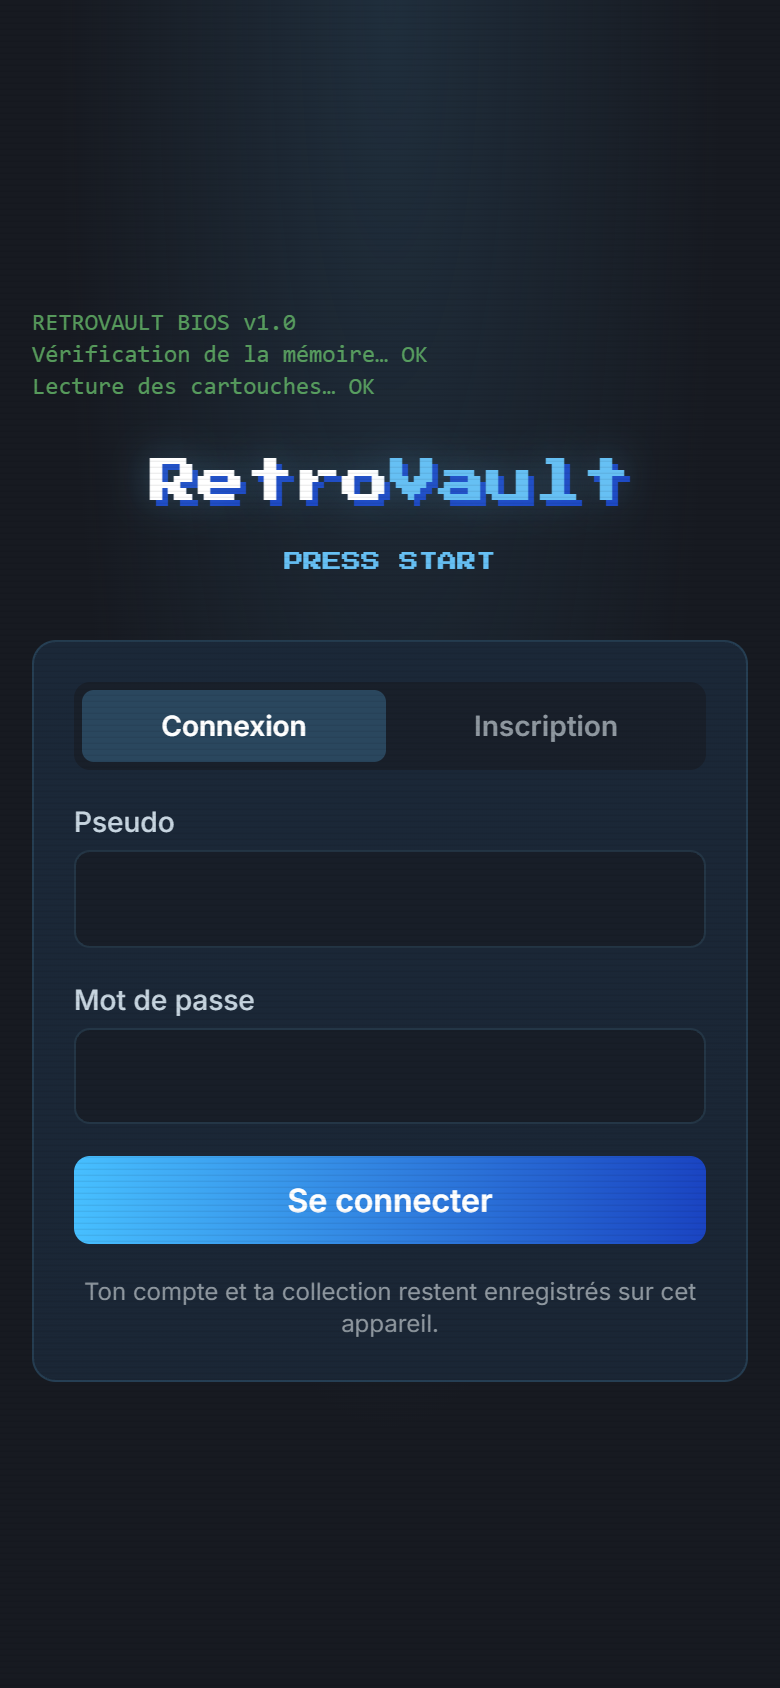 RETROVAULT BIOS v1.0
Vérification de la mémoire… OK
Lecture des cartouches… OK
RetroVault
PRESS START
Connexion
Inscription
Pseudo
Mot de passe
Se connecter
Ton compte et ta collection restent enregistrés sur cet
appareil.